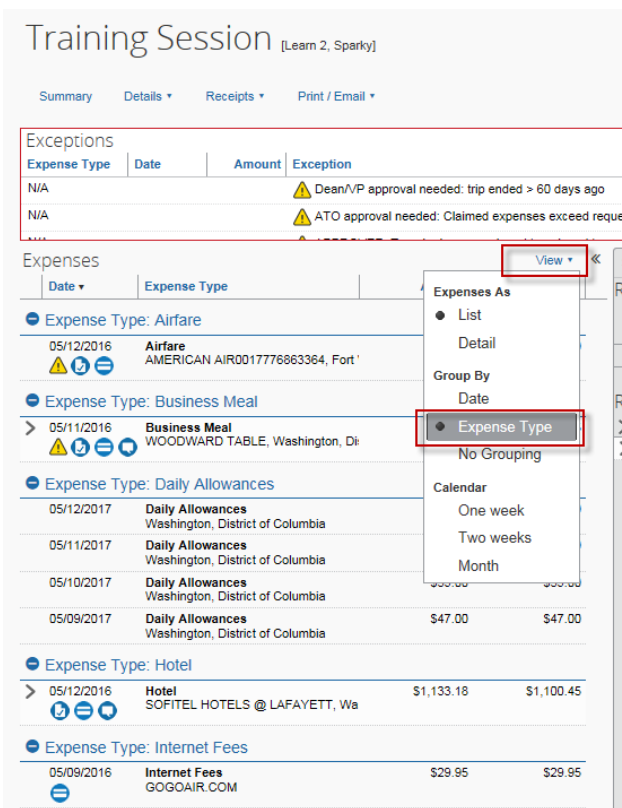 Training Session [Learn 2, Sparky]
Summary Details Receipts Print / Email
Exceptions
Expense Type Date Amount Exception
N/A Dean/VP approval needed: trip ended > 60 days ago
N/A ATO approval needed: Claimed expenses exceed reque
Expenses View
Date Expense Type
Expenses As
List
Detail
Group By
Date
Expense Type
No Grouping
Calendar
One week
Two weeks
Month
Expense Type: Airfare
05/12/2016 Airfare
AMERICAN AIR0017776863364, Fort
Expense Type: Business Meal
05/11/2016 Business Meal
WOODWARD TABLE, Washington, Di
Expense Type: Daily Allowances
05/12/2017 Daily Allowances
Washington, District of Columbia
05/11/2017 Daily Allowances
Washington, District of Columbia
05/10/2017 Daily Allowances
Washington, District of Columbia
05/09/2017 Daily Allowances $47.00 $47.00
Washington, District of Columbia
Expense Type: Hotel
05/12/2016 Hotel $1,133.18 $1,100.45
SOFITEL HOTELS @ LAFAYETT, Wa
Expense Type: Internet Fees
05/09/2016 Internet Fees $29.95 $29.95
GOGOAIR.COM